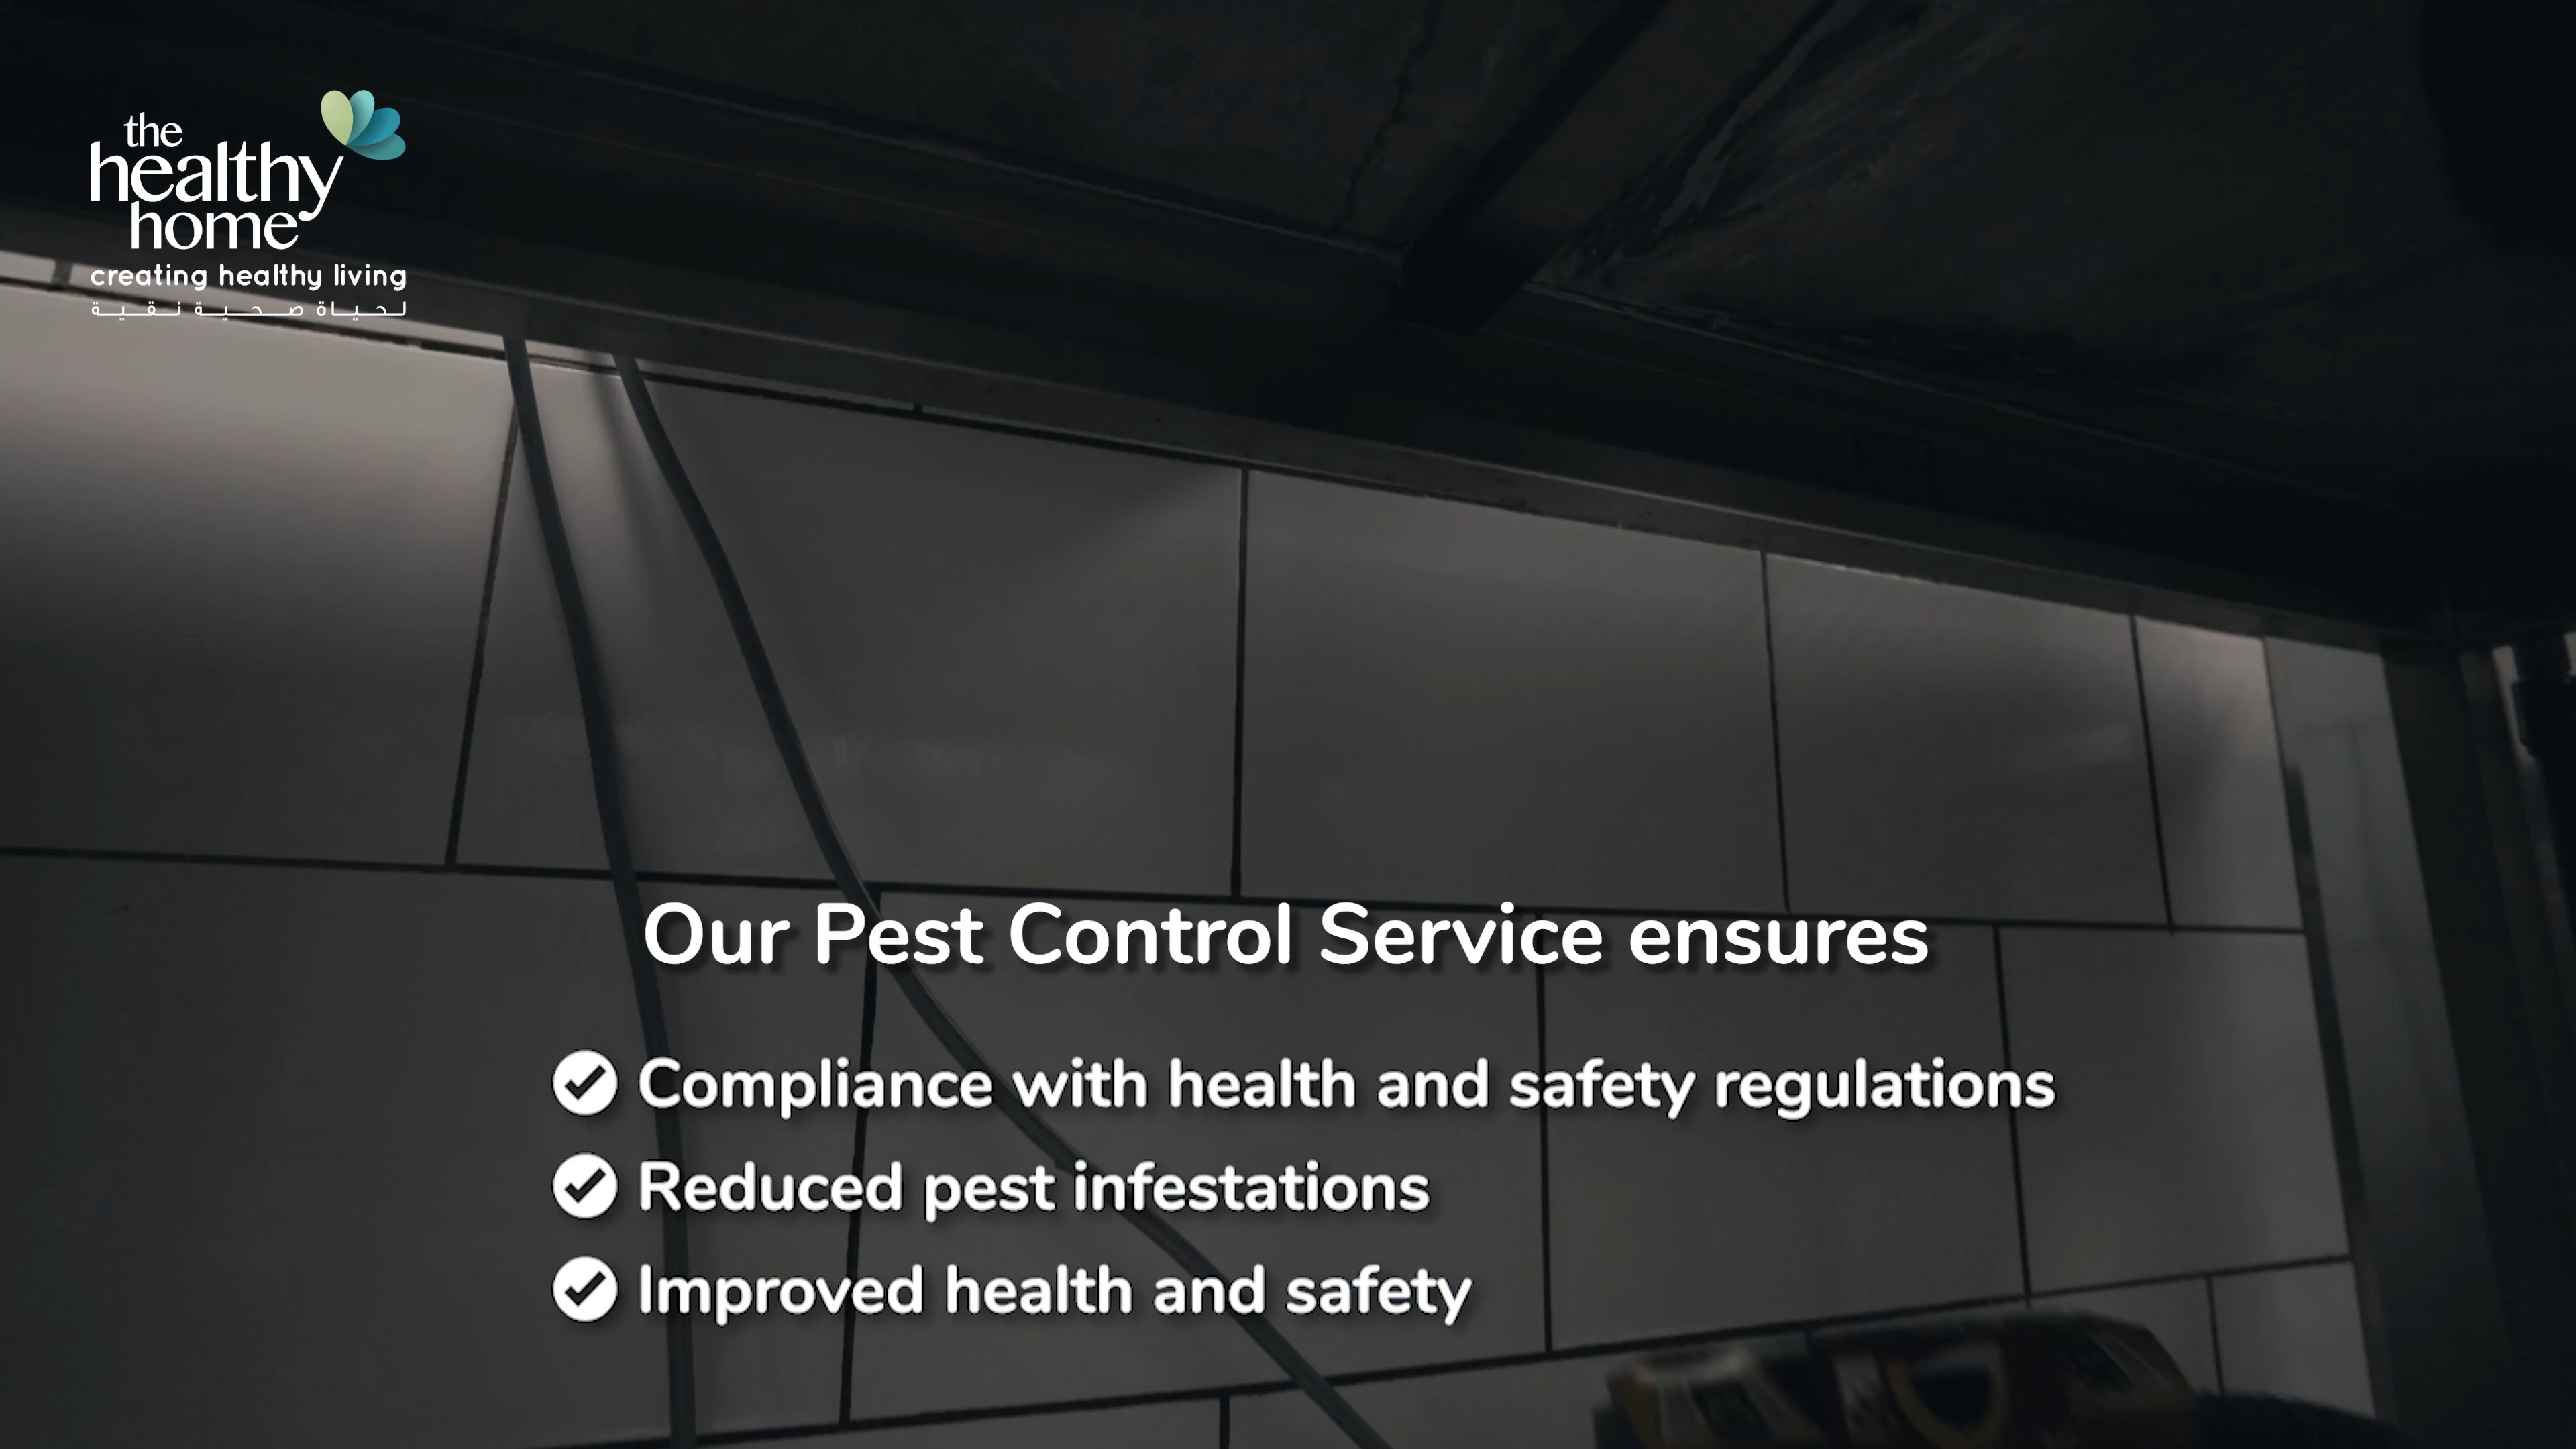 the
healthy
home
creating healthy living
لحياة صحية نقية
Our Pest Control Service ensures
Compliance with health and safety regulations
Reduced pest infestations
Improved health and safety